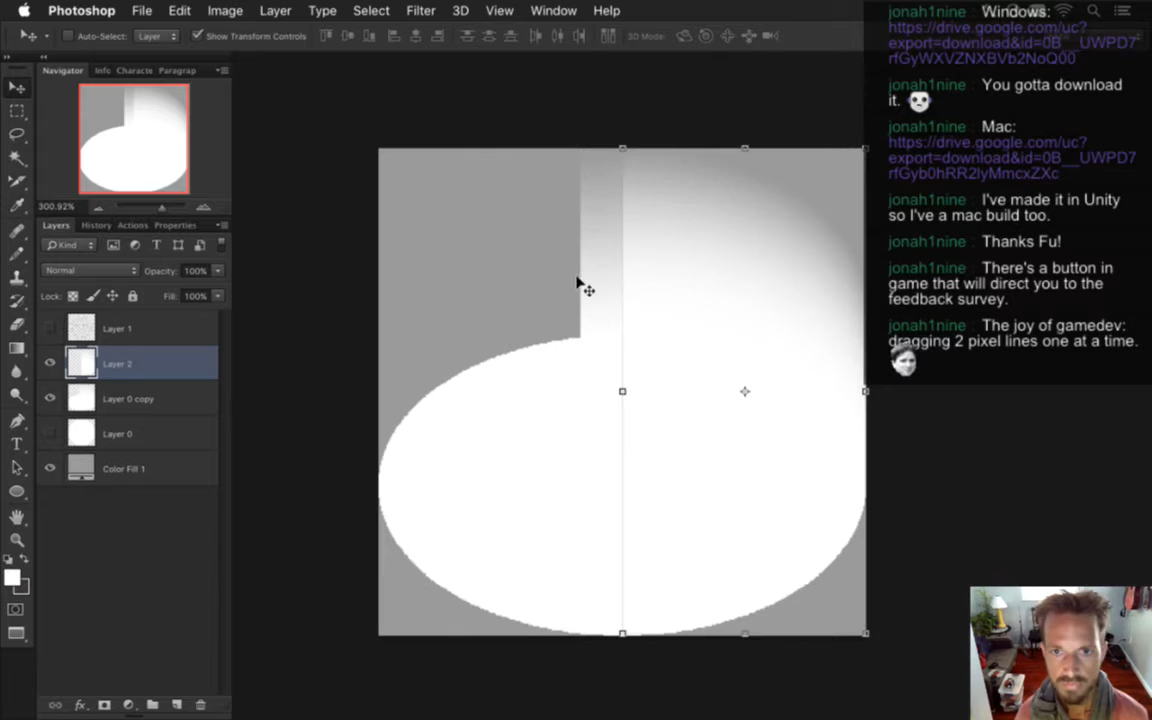 Photoshop File Edit Image Layer Type Select Filter 3D View Window Help
Auto-Select: Layer Show Transform Controls 3D Mode:
Navigator Info Characte Paragrap
300.92%
Layers History Actions Properties
Kind
Normal Opacity: 100%
Lock: Fill: 100%
Layer 1
Layer 2
Layer 0 copy
Layer 0
Color Fill 1
fx
jonah1nine : Windows:
https://drive.google.com/uc?
export=download&id=0B__UWPD7
rfGyWXVZNXBVb2NoQ00
jonah1nine : You gotta download
it.
jonah1nine : Mac:
https://drive.google.com/uc?
export=download&id=0B__UWPD7
rfGyb0hRR2lyMmcxZXc
jonah1nine : I've made it in Unity
so I've a mac build too.
jonah1nine : Thanks Fu!
jonah1nine : There's a button in
game that will direct you to the
feedback survey.
jonah1nine : The joy of gamedev:
dragging 2 pixel lines one at a time.